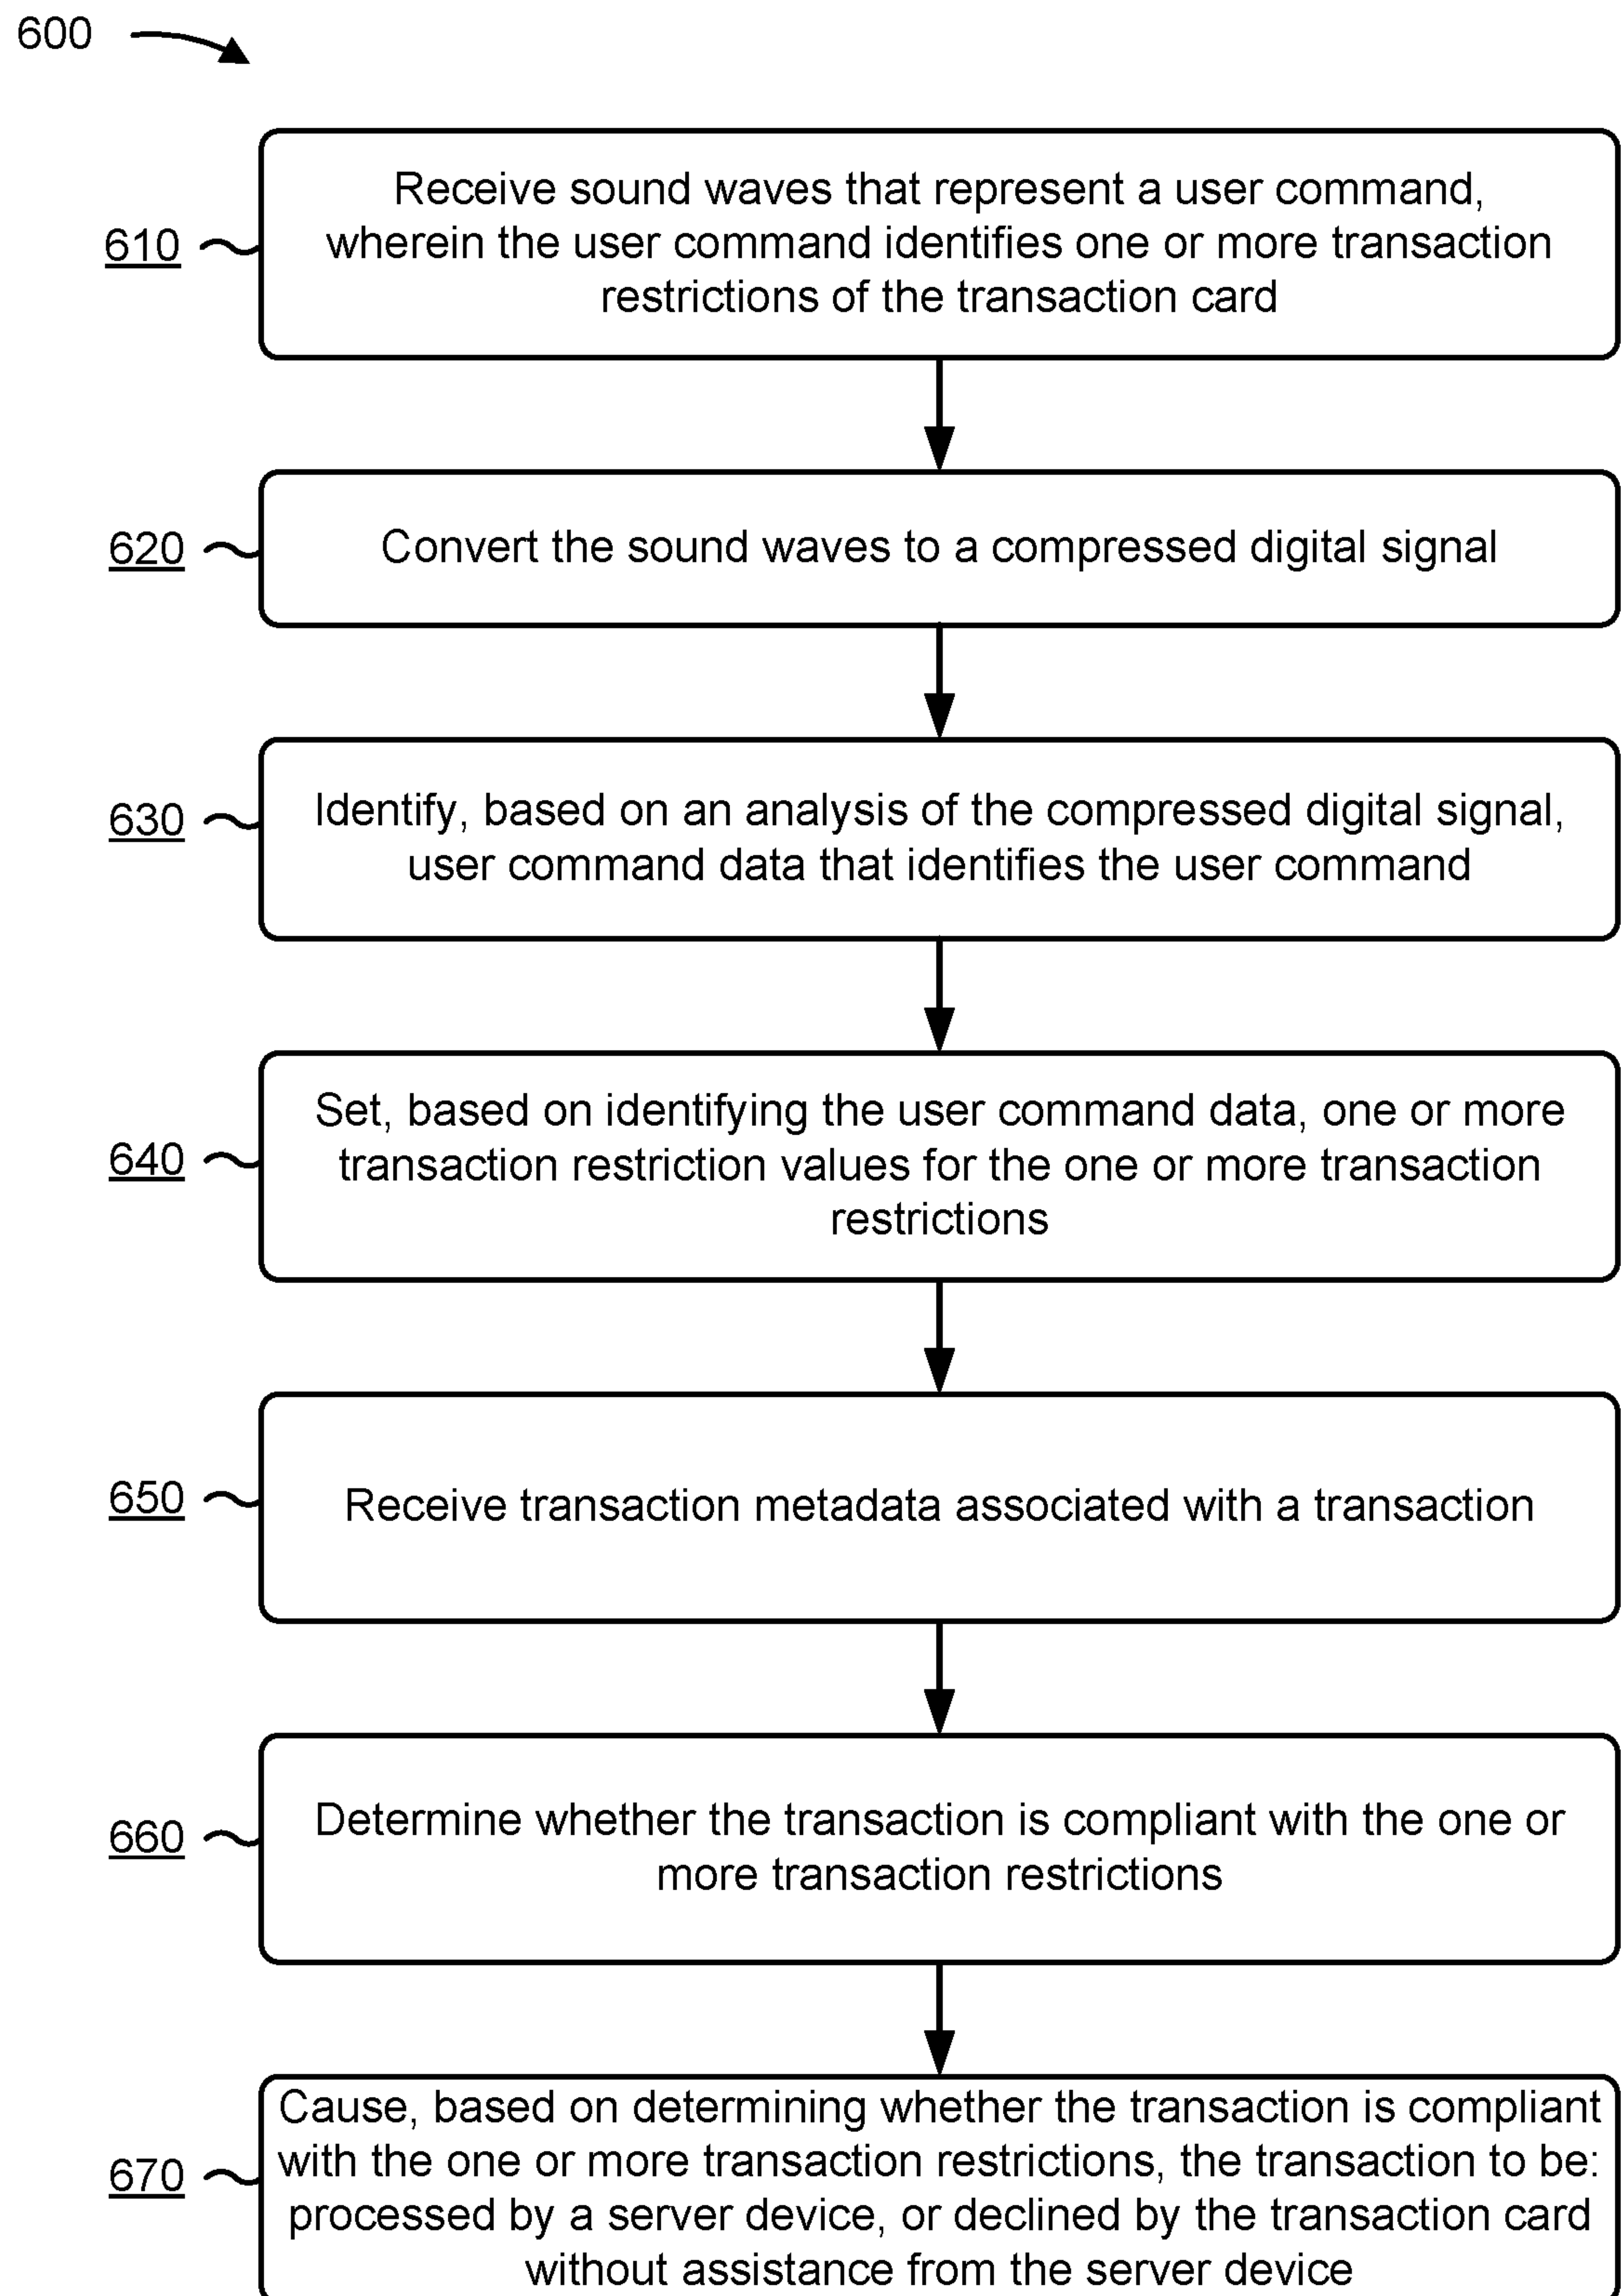 600
610
Receive sound waves that represent a user command,
wherein the user command identifies one or more transaction
restrictions of the transaction card
620
Convert the sound waves to a compressed digital signal
630
Identify, based on an analysis of the compressed digital signal,
user command data that identifies the user command
640
Set, based on identifying the user command data, one or more
transaction restriction values for the one or more transaction
restrictions
650
Receive transaction metadata associated with a transaction
660
Determine whether the transaction is compliant with the one or
more transaction restrictions
670
Cause, based on determining whether the transaction is compliant
with the one or more transaction restrictions, the transaction to be:
processed by a server device, or declined by the transaction card
without assistance from the server device